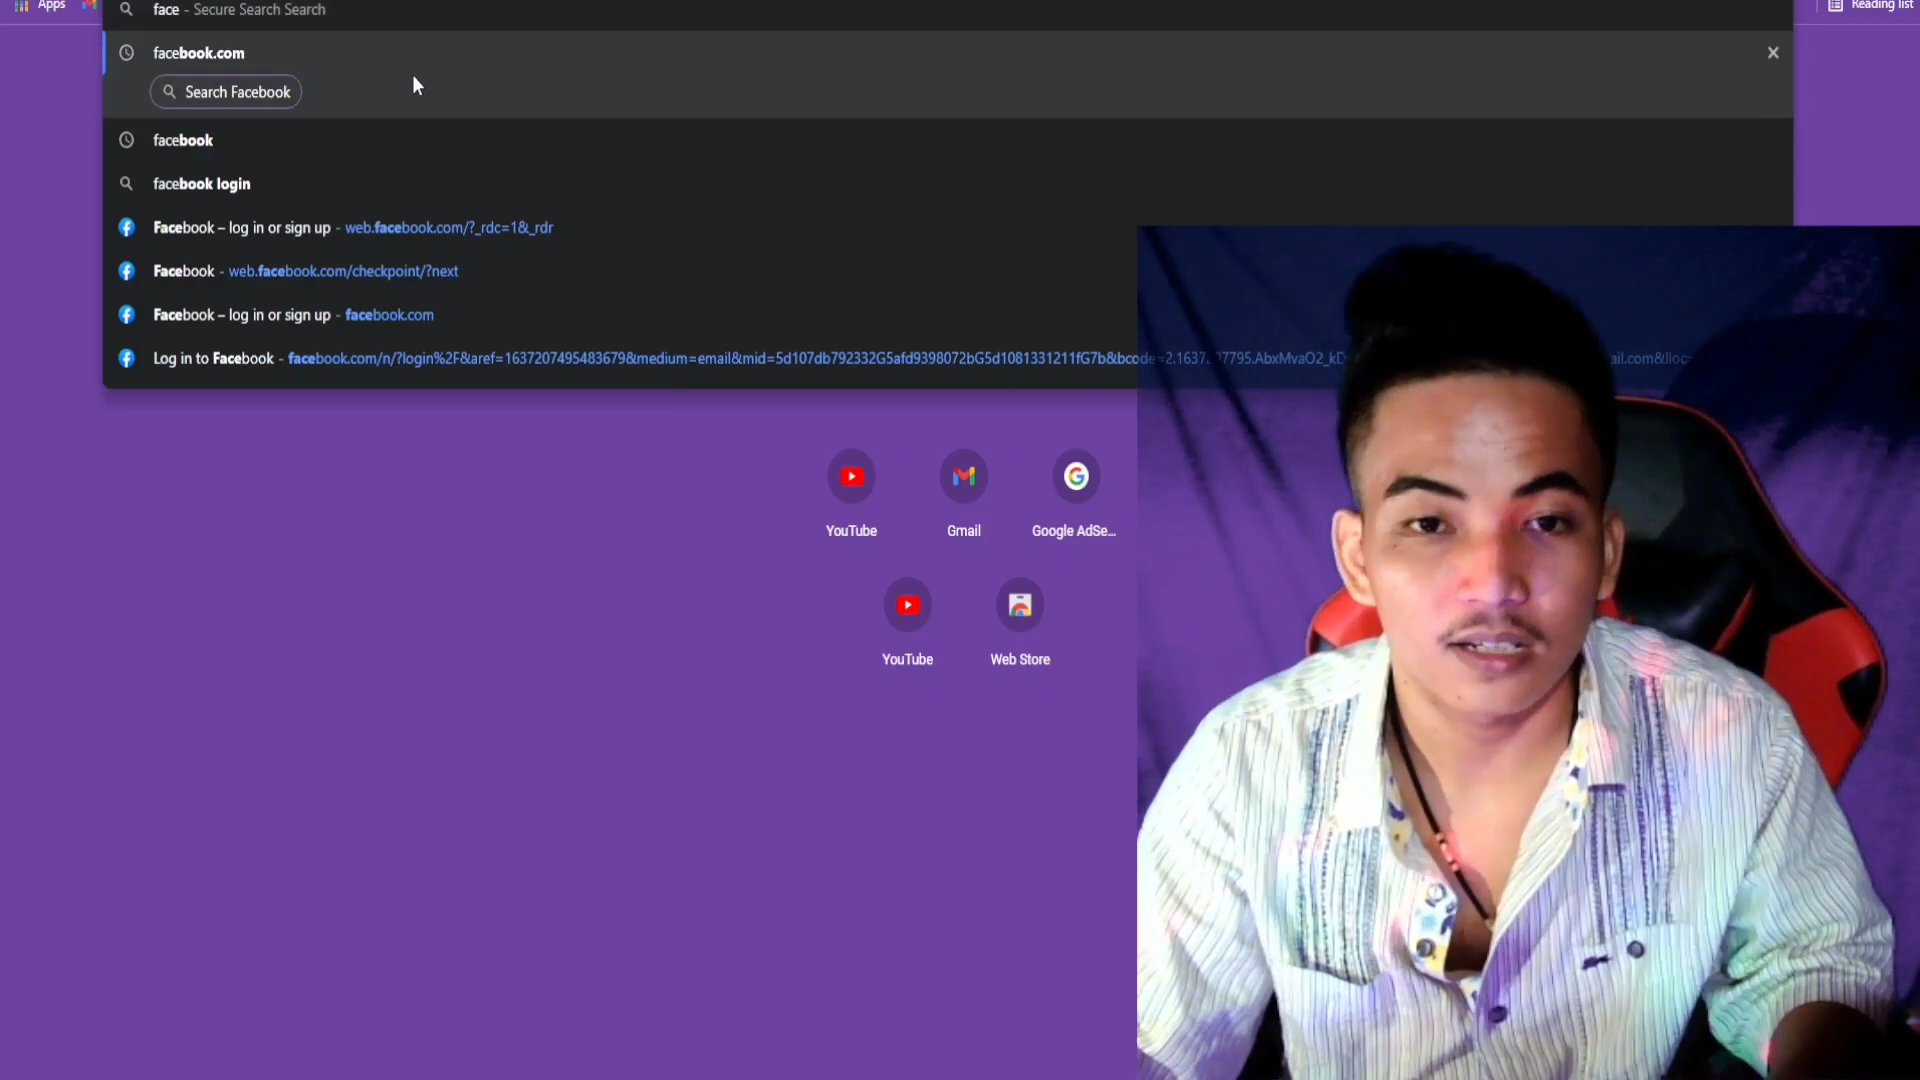 Apps
Reading list
face - Secure Search Search
facebook.com
Search Facebook
facebook
facebook login
Facebook – log in or sign up - web.facebook.com/?_rdc=1&_rdr
Facebook - web.facebook.com/checkpoint/?next
Facebook – log in or sign up - facebook.com
Log in to Facebook - facebook.com/n/?login%2F&aref=1637207495483679&medium=email&mid=5d107db792332G5afd9398072bG5d1081331211fG7b&bcode=2.1637
YouTube
Gmail
Google AdSe...
YouTube
Web Store